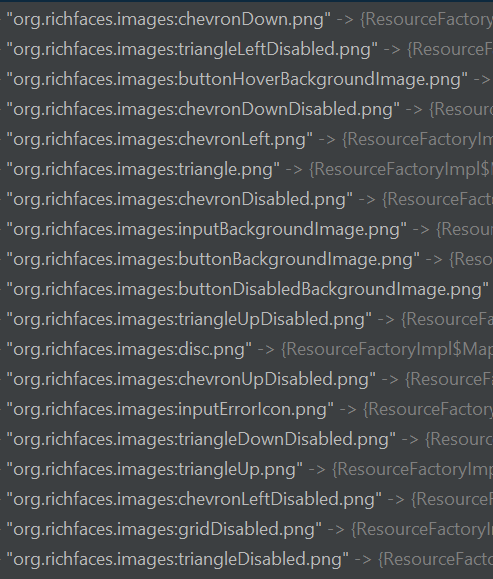 "org.richfaces.images:chevronDown.png" -> {ResourceFactory
"org.richfaces.images:triangleLeftDisabled.png" -> {ResourceF
"org.richfaces.images:buttonHoverBackgroundImage.png" ->
"org.richfaces.images:chevronDownDisabled.png" -> {Resourc
"org.richfaces.images:chevronLeft.png" -> {ResourceFactoryIm
"org.richfaces.images:triangle.png" -> {ResourceFactoryImpl$M
"org.richfaces.images:chevronDisabled.png" -> {ResourceFact
"org.richfaces.images:inputBackgroundImage.png" -> {Resour
"org.richfaces.images:buttonBackgroundImage.png" -> {Reso
"org.richfaces.images:buttonDisabledBackgroundImage.png"
"org.richfaces.images:triangleUpDisabled.png" -> {ResourceFa
"org.richfaces.images:disc.png" -> {ResourceFactoryImpl$Map
"org.richfaces.images:chevronUpDisabled.png" -> {ResourceFa
"org.richfaces.images:inputErrorIcon.png" -> {ResourceFactory
"org.richfaces.images:triangleDownDisabled.png" -> {Resourc
"org.richfaces.images:triangleUp.png" -> {ResourceFactoryImp
"org.richfaces.images:chevronLeftDisabled.png" -> {ResourceF
"org.richfaces.images:gridDisabled.png" -> {ResourceFactoryI
"org.richfaces.images:triangleDisabled.png" -> {ResourceFacto